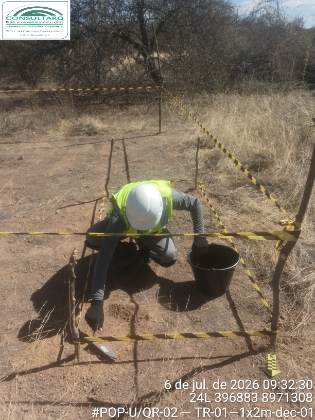 CONSULTARQ
6 de jul. de 2026 09:32:30
24L 396883 8971308
#POP-U/QR-02 — TR-01—1x2m-dec-01